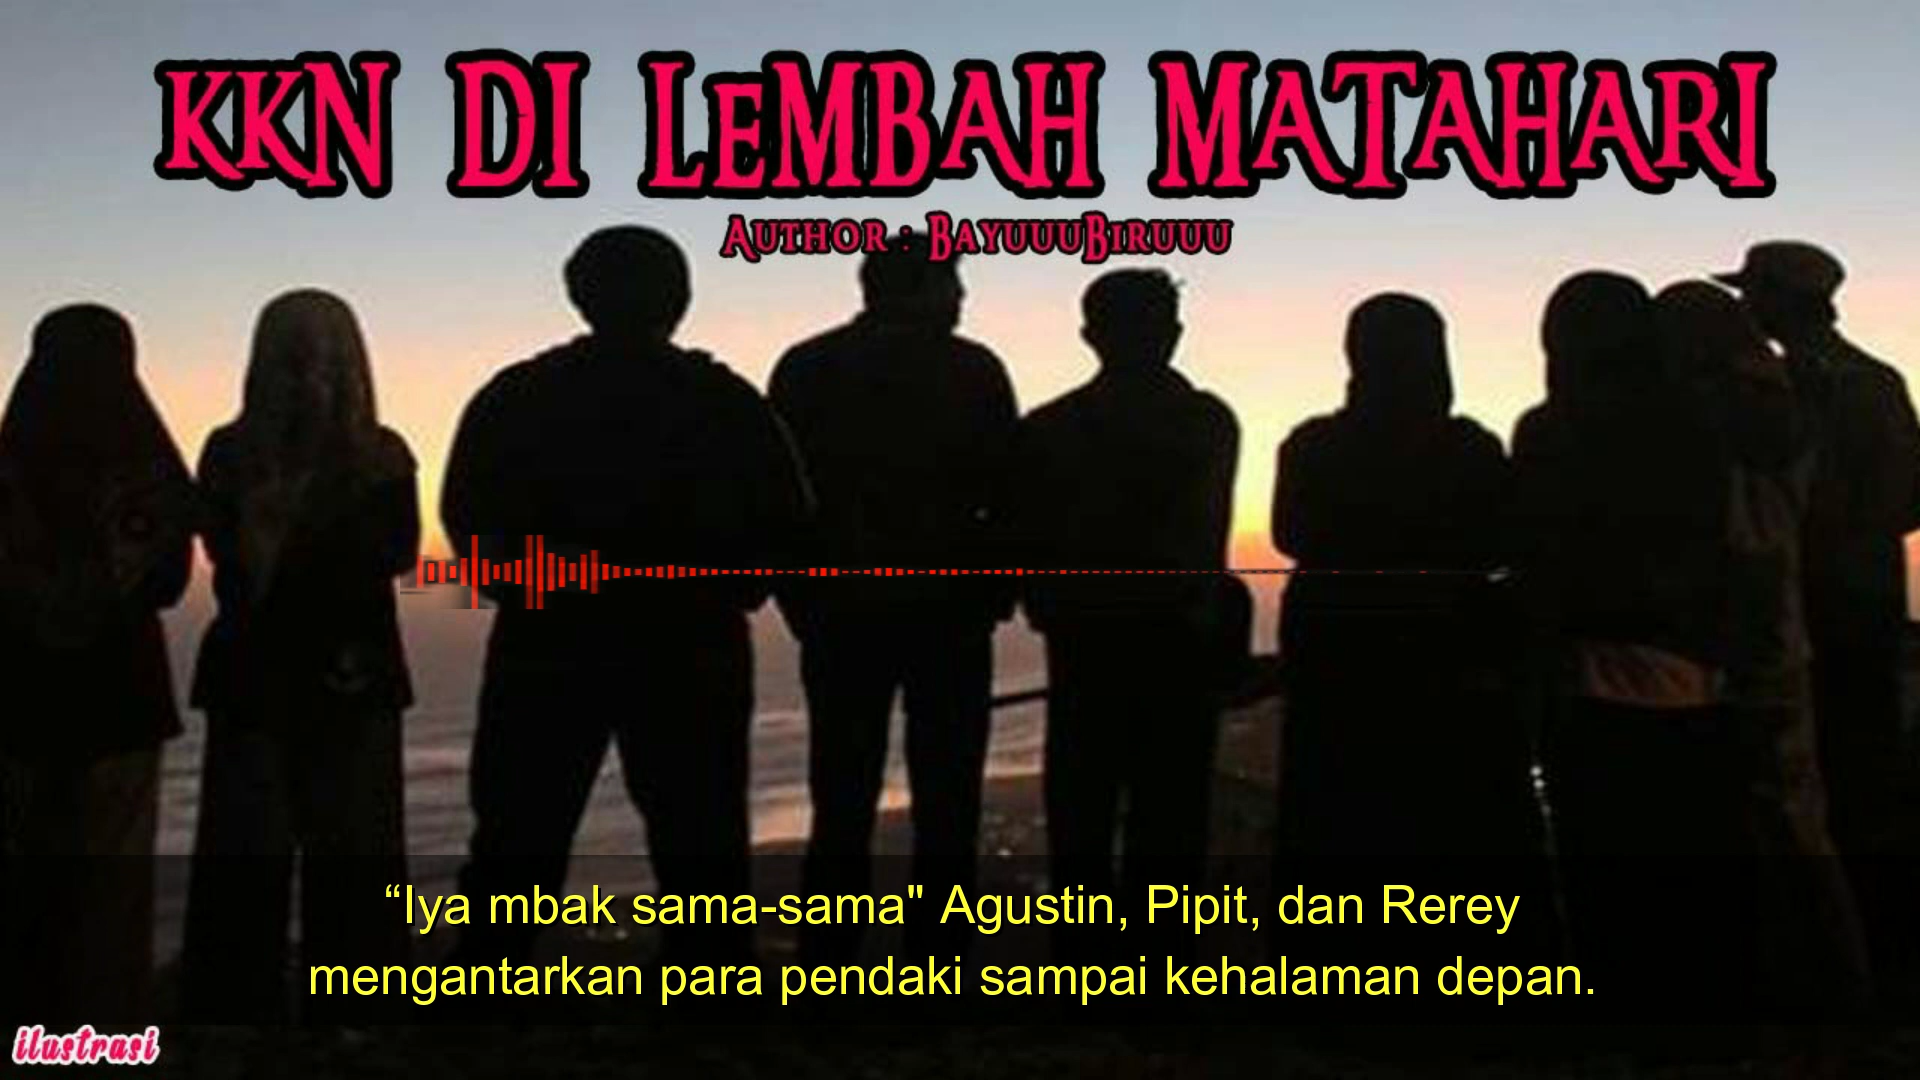 KKN DI LeMBAH MATAHARI
AUTHOR : BAYUUUBIRUUU
“Iya mbak sama-sama" Agustin, Pipit, dan Rerey
mengantarkan para pendaki sampai kehalaman depan.
ilustrasi